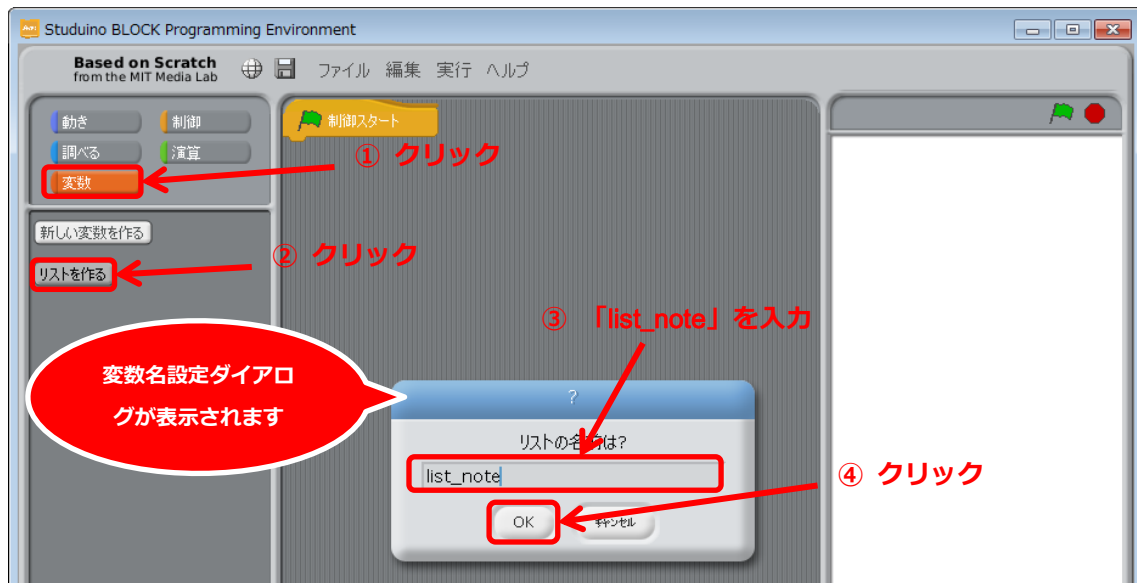 Studuino BLOCK Programming Environment
Based on Scratch
from the MIT Media Lab
ファイル 編集 実行 ヘルプ
動き 制御
調べる 演算
変数
制御スタート
① クリック
新しい変数を作る
② クリック
リストを作る
③ 「list_note」を入力
変数名設定ダイアロ
グが表示されます
?
リストの名前は?
list_note
④ クリック
OK キャンセル